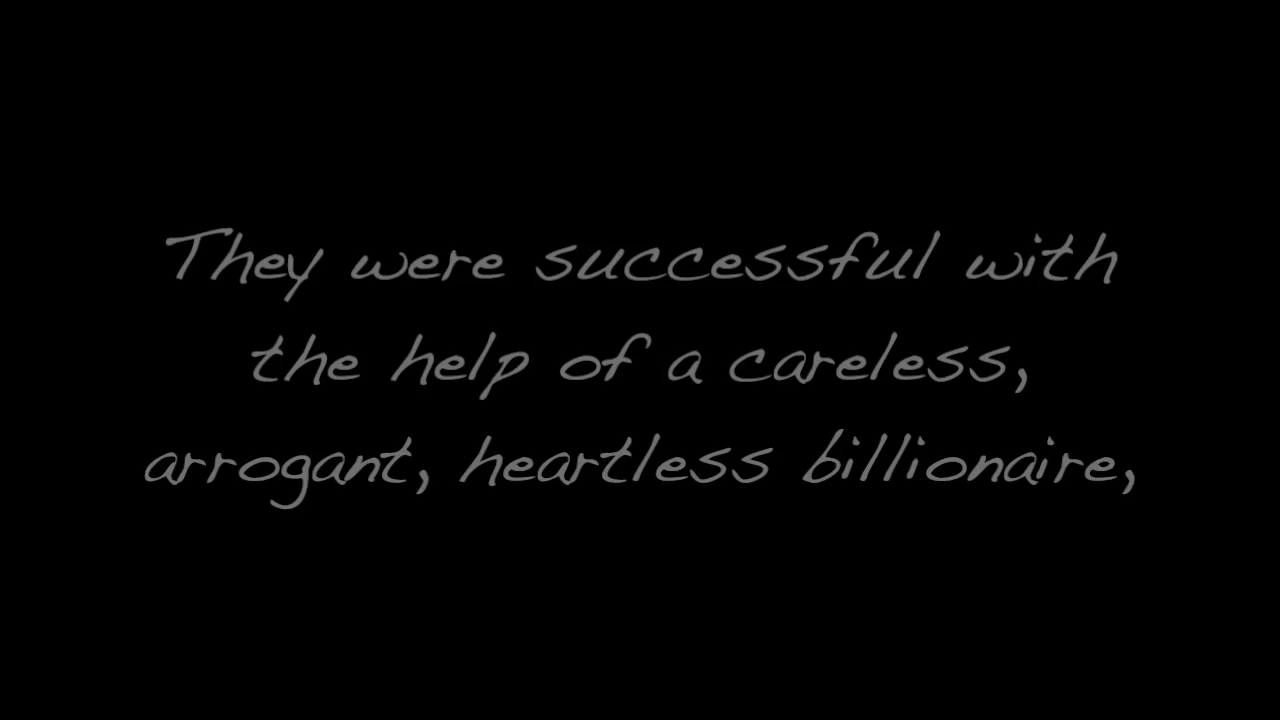 They were successful with
the help of a careless,
arrogant, heartless billionaire,